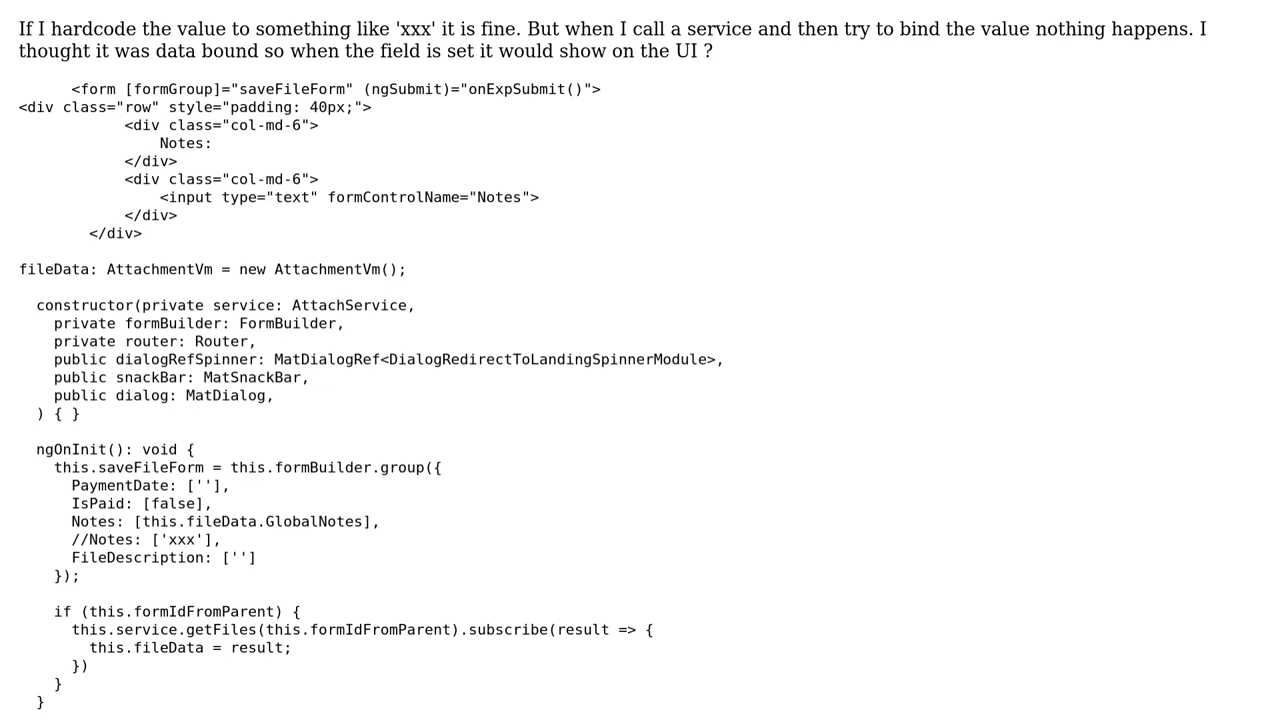 If I hardcode the value to something like 'xxx' it is fine. But when I call a service and then try to bind the value nothing happens. I
thought it was data bound so when the field is set it would show on the UI ?
      <form [formGroup]="saveFileForm" (ngSubmit)="onExpSubmit()">
<div class="row" style="padding: 40px;">
            <div class="col-md-6">
                Notes:
            </div>
            <div class="col-md-6">
                <input type="text" formControlName="Notes">
            </div>
        </div>

fileData: AttachmentVm = new AttachmentVm();

  constructor(private service: AttachService,
    private formBuilder: FormBuilder,
    private router: Router,
    public dialogRefSpinner: MatDialogRef<DialogRedirectToLandingSpinnerModule>,
    public snackBar: MatSnackBar,
    public dialog: MatDialog,
  ) { }

  ngOnInit(): void {
    this.saveFileForm = this.formBuilder.group({
      PaymentDate: [''],
      IsPaid: [false],
      Notes: [this.fileData.GlobalNotes],
      //Notes: ['xxx'],
      FileDescription: ['']
    });

    if (this.formIdFromParent) {
      this.service.getFiles(this.formIdFromParent).subscribe(result => {
        this.fileData = result;
      })
    }
  }